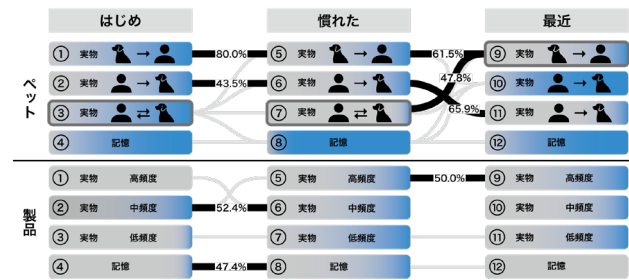 はじめ 慣れた 最近
ペット
① 実物 → 80.0% ⑤ 実物 → 61.5% ⑨ 実物 →
② 実物 → 43.5% ⑥ 実物 → 47.8% ⑩ 実物 →
③ 実物 ⇄ ⑦ 実物 ⇄ 65.9% ⑪ 実物 →
④ 記憶 ⑧ 記憶 ⑫ 記憶
製品
① 実物 高頻度 ⑤ 実物 高頻度 50.0% ⑨ 実物 高頻度
② 実物 中頻度 52.4% ⑥ 実物 中頻度 ⑩ 実物 中頻度
③ 実物 低頻度 ⑦ 実物 低頻度 ⑪ 実物 低頻度
④ 記憶 47.4% ⑧ 記憶 ⑫ 記憶